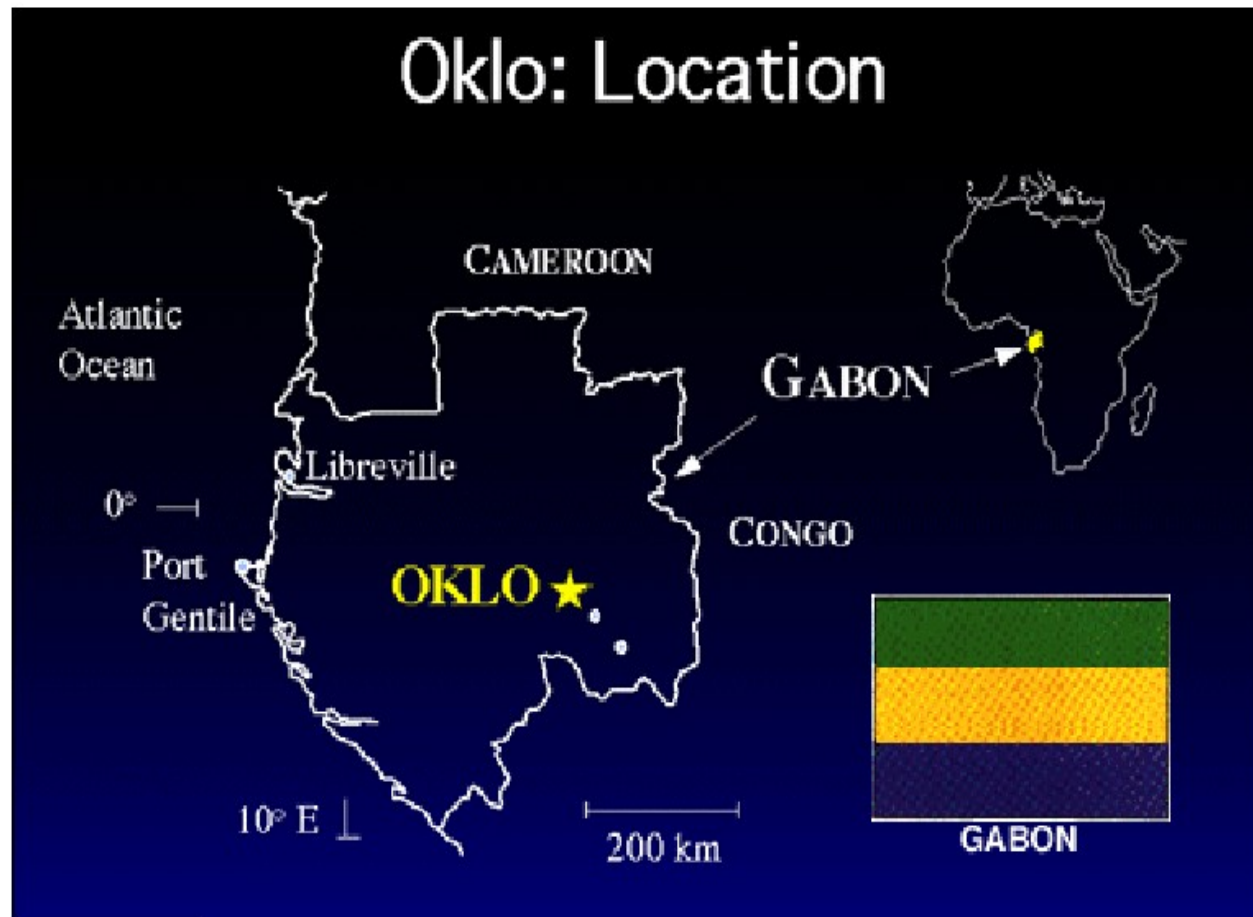 Oklo: Location
CAMEROON
Atlantic
Ocean
GABON
Libreville
0°
CONGO
Port
Gentile
OKLO
10° E
200 km
GABON